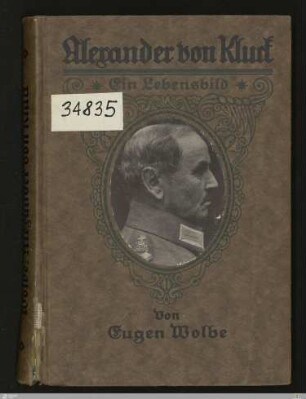 Alexander von Kluck
Ein Lebensbild
34835
Von
Eugen Wolbe